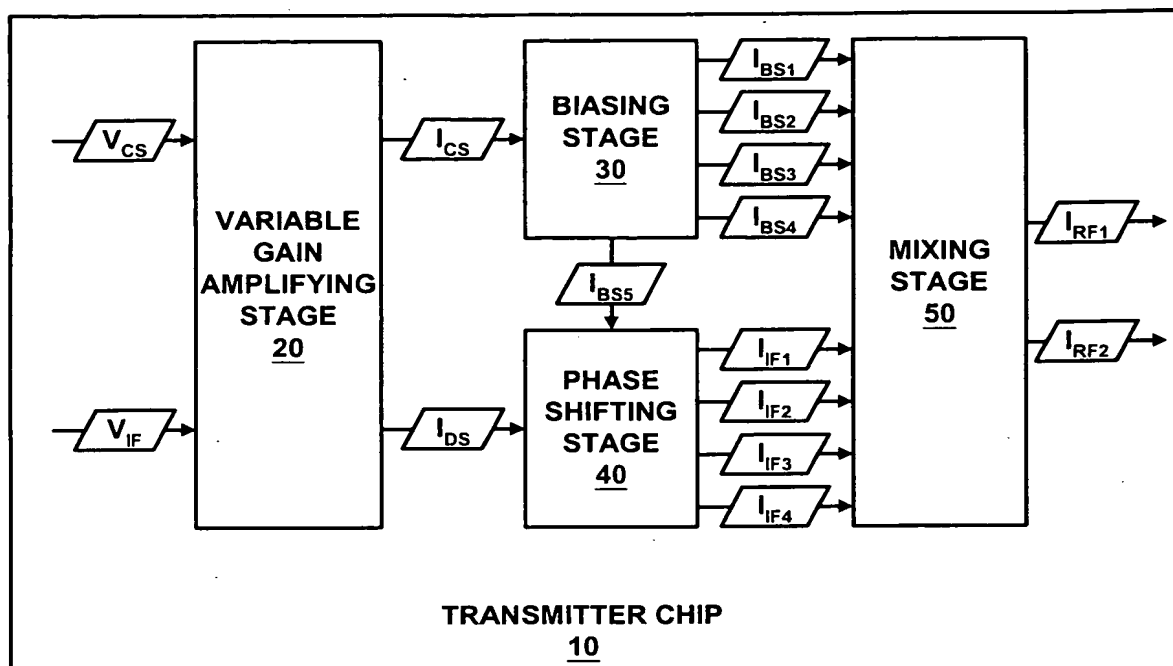 V_CS
V_IF
VARIABLE
GAIN
AMPLIFYING
STAGE
20
I_CS
I_DS
BIASING
STAGE
30
I_BS1
I_BS2
I_BS3
I_BS4
I_BS5
PHASE
SHIFTING
STAGE
40
I_IF1
I_IF2
I_IF3
I_IF4
MIXING
STAGE
50
I_RF1
I_RF2
TRANSMITTER CHIP
10